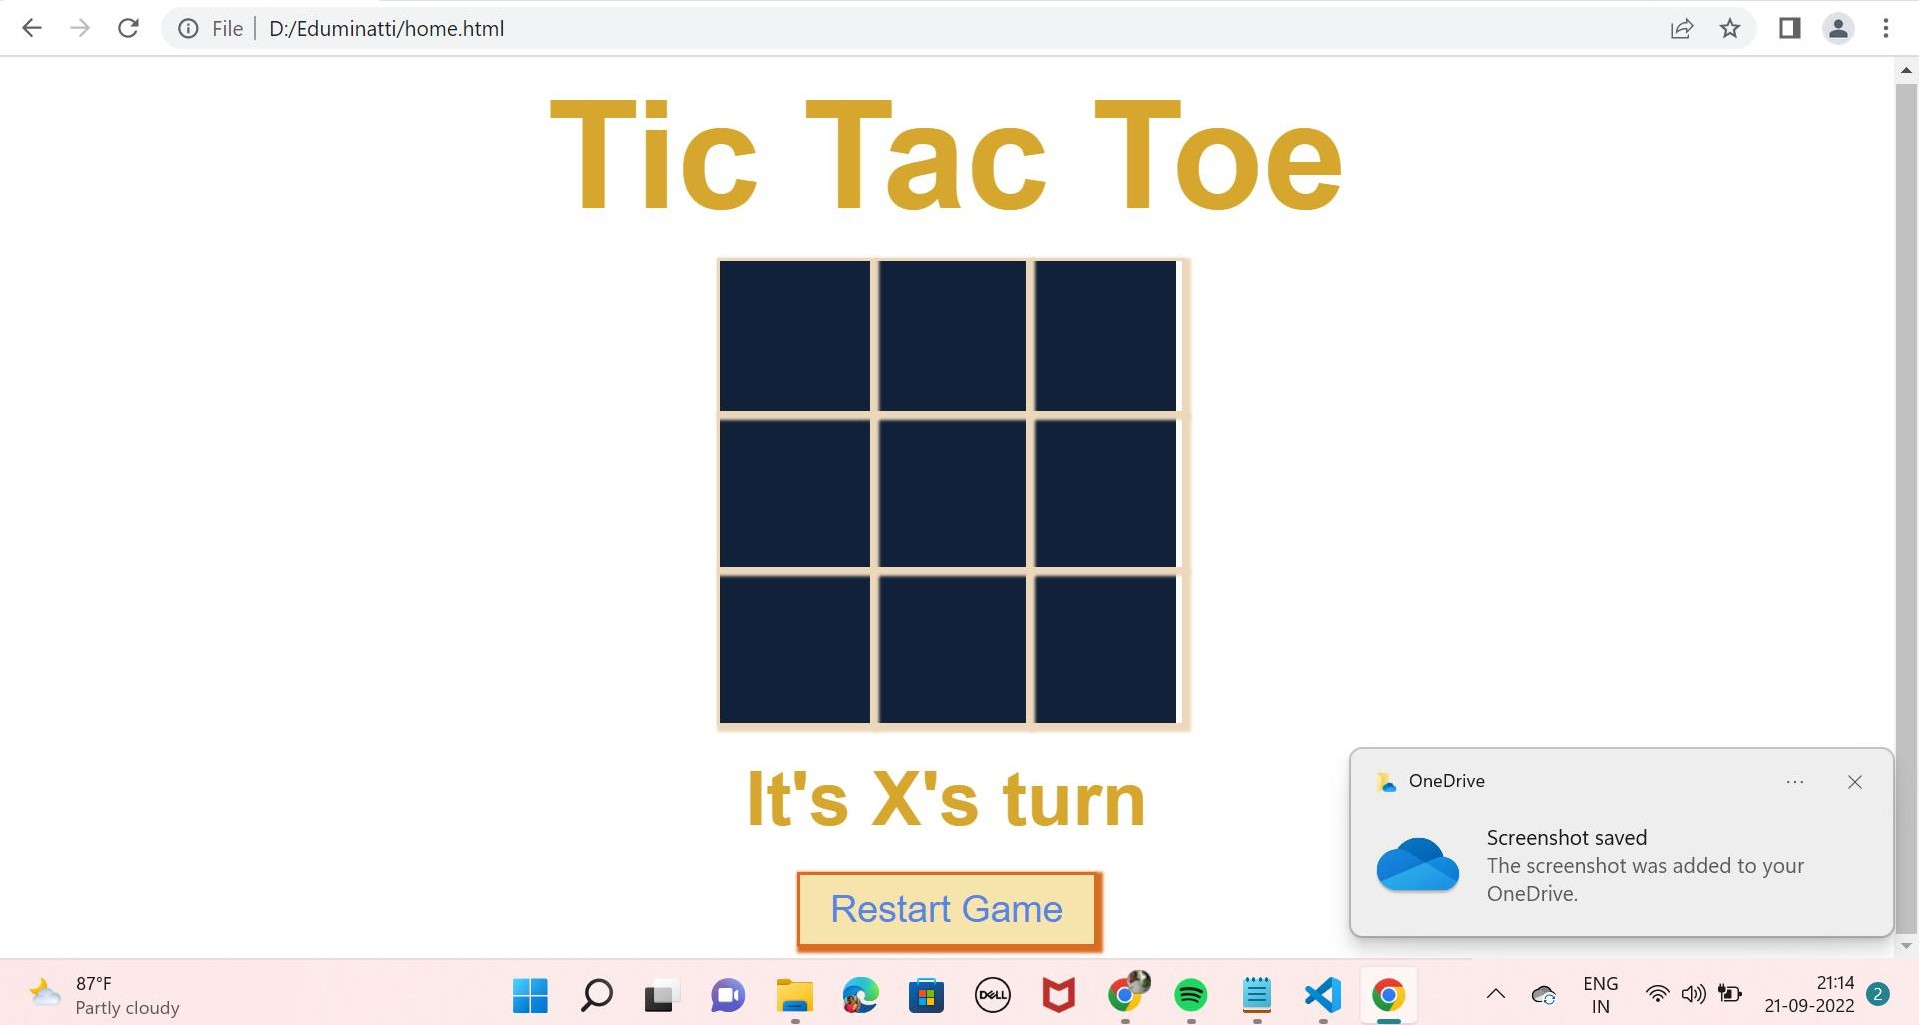 File
D:/Eduminatti/home.html
Tic Tac Toe
It's X's turn
Restart Game
OneDrive
Screenshot saved
The screenshot was added to your
OneDrive.
87°F
Partly cloudy
DELL
ENG
IN
21:14
21-09-2022
2